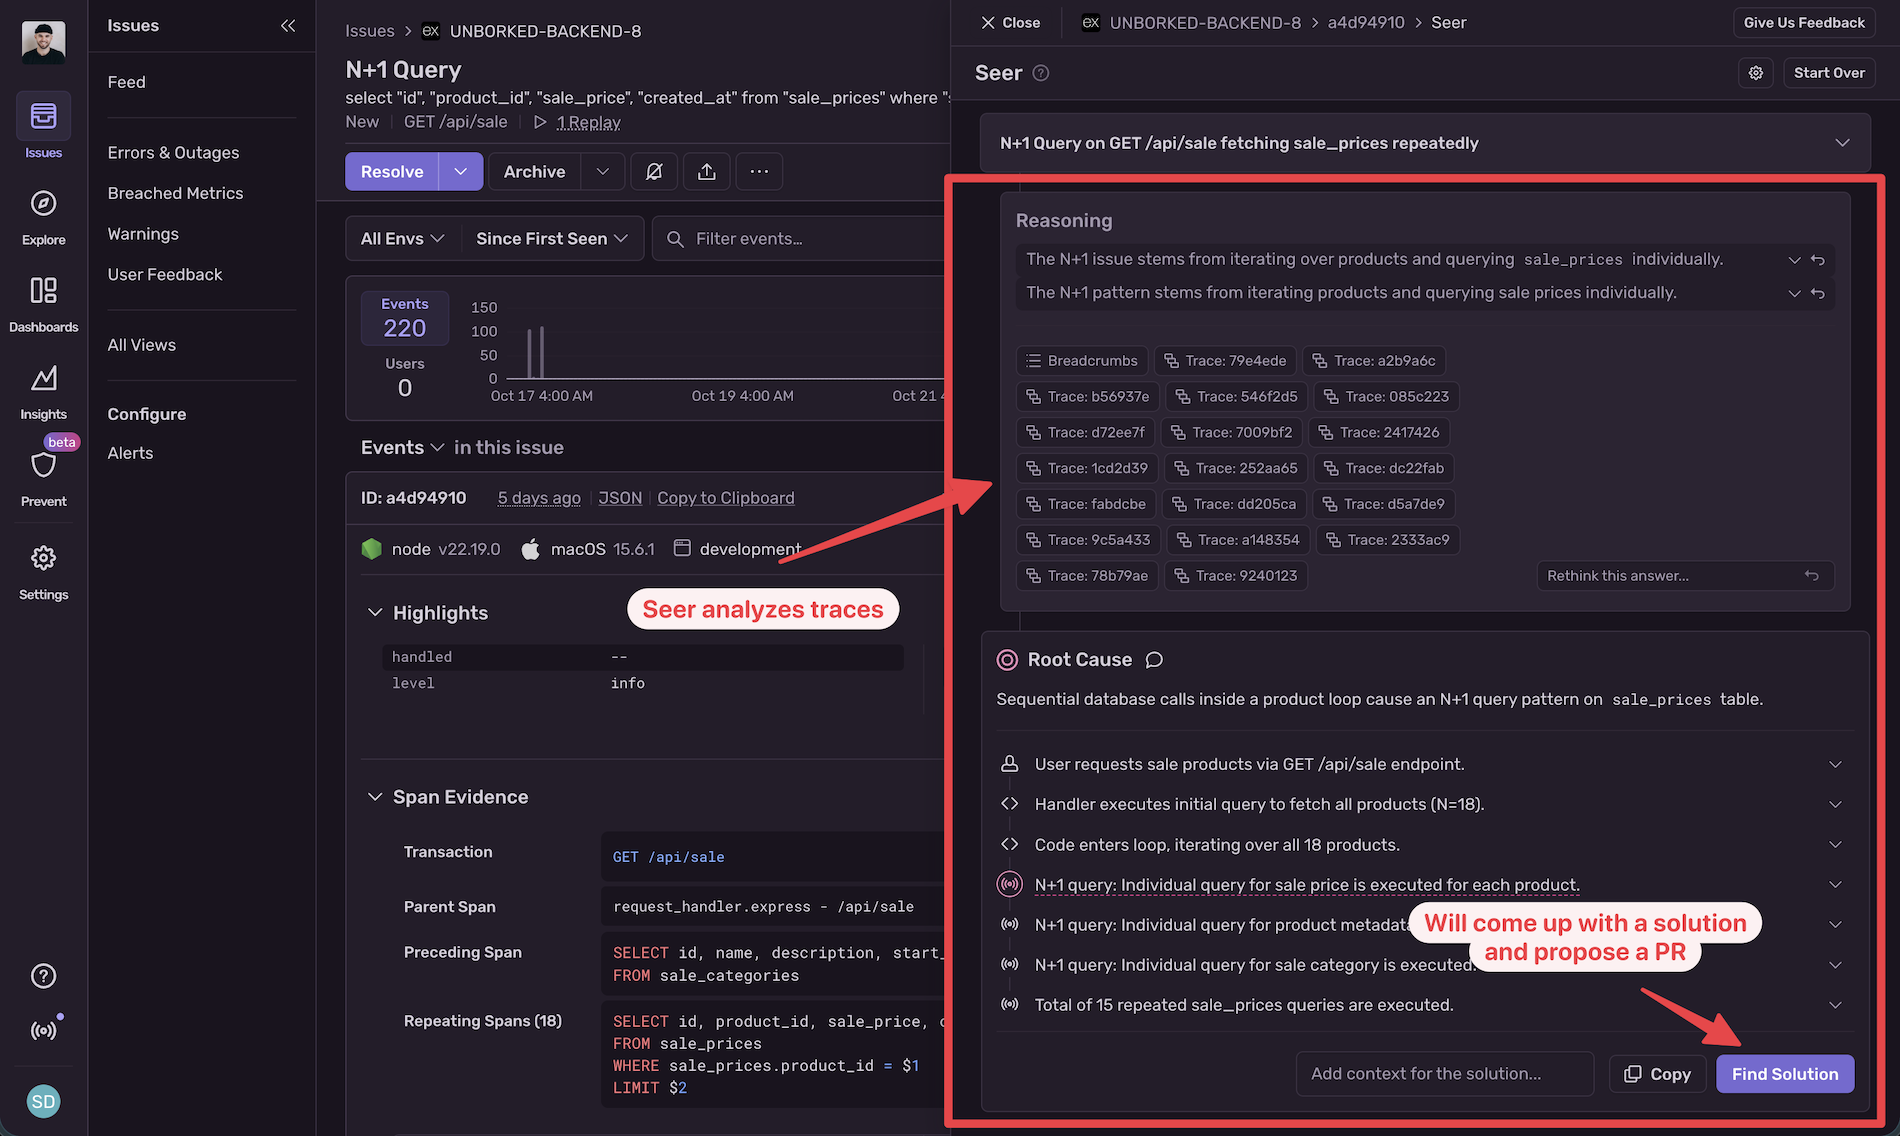 Issues
Feed
Errors & Outages
Breached Metrics
Warnings
User Feedback
All Views
Configure
Alerts
Issues
Explore
Dashboards
Insights
beta
Prevent
Settings
SD
Issues > ex UNBORKED-BACKEND-8
N+1 Query
select "id", "product_id", "sale_price", "created_at" from "sale_prices" where "s
New GET /api/sale 1 Replay
Resolve Archive
All Envs Since First Seen Filter events...
Events
220
Users
0
150
100
50
0
Oct 17 4:00 AM Oct 19 4:00 AM Oct 21 4
Events in this issue
ID: a4d94910 5 days ago JSON Copy to Clipboard
node v22.19.0 macOS 15.6.1 development
Seer analyzes traces
Highlights
handled --
level info
Span Evidence
Transaction GET /api/sale
Parent Span request_handler.express - /api/sale
Preceding Span SELECT id, name, description, start_
FROM sale_categories
Repeating Spans (18) SELECT id, product_id, sale_price, c
FROM sale_prices
WHERE sale_prices.product_id = $1
LIMIT $2
Close ex UNBORKED-BACKEND-8 > a4d94910 > Seer Give Us Feedback
Seer Start Over
N+1 Query on GET /api/sale fetching sale_prices repeatedly
Reasoning
The N+1 issue stems from iterating over products and querying sale_prices individually.
The N+1 pattern stems from iterating products and querying sale prices individually.
Breadcrumbs Trace: 79e4ede Trace: a2b9a6c
Trace: b56937e Trace: 546f2d5 Trace: 085c223
Trace: d72ee7f Trace: 7009bf2 Trace: 2417426
Trace: 1cd2d39 Trace: 252aa65 Trace: dc22fab
Trace: fabdcbe Trace: dd205ca Trace: d5a7de9
Trace: 9c5a433 Trace: a148354 Trace: 2333ac9
Trace: 78b79ae Trace: 9240123 Rethink this answer...
Root Cause
Sequential database calls inside a product loop cause an N+1 query pattern on sale_prices table.
User requests sale products via GET /api/sale endpoint.
Handler executes initial query to fetch all products (N=18).
Code enters loop, iterating over all 18 products.
N+1 query: Individual query for sale price is executed for each product.
N+1 query: Individual query for product metadata
N+1 query: Individual query for sale category is executed.
Total of 15 repeated sale_prices queries are executed.
Will come up with a solution
and propose a PR
Add context for the solution... Copy Find Solution